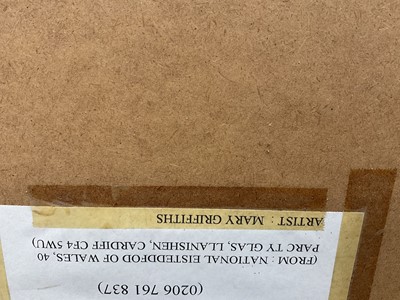 (0206 761 837)
(FROM : NATIONAL EISTEDDFOD OF WALES, 40
PARC TY GLAS, LLANISHEN, CARDIFF CF4 5WU)
ARTIST : MARY GRIFFITHS